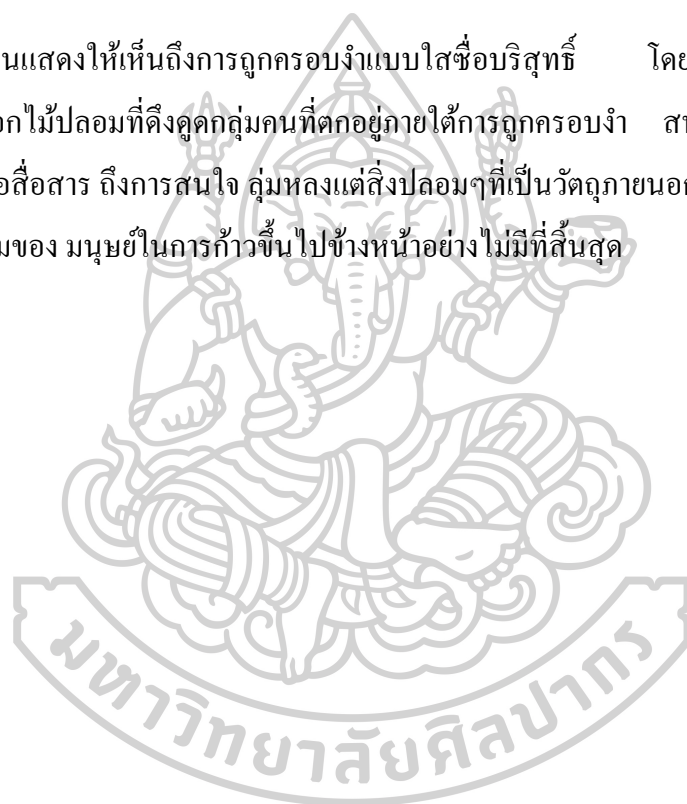 นแสดงให้เห็นถึงการถูกครอบงำแบบใสซื่อบริสุทธิ์ โดย
อกไม้ปลอมที่ดึงดูดกลุ่มคนที่ตกอยู่ภายใต้การถูกครอบงำ
อสื่อสาร ถึงการสนใจ ลุ่มหลงแต่สิ่งปลอมๆที่เป็นวัตถุภายนอก
มของ มนุษย์ในการก้าวขึ้นไปข้างหน้าอย่างไม่มีที่สิ้นสุด
มหาวิทยาลัยศิลปากร